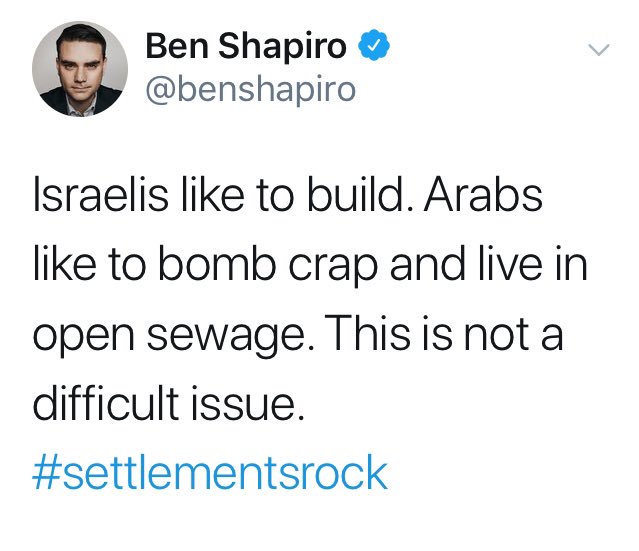 Ben Shapiro
@benshapiro
Israelis like to build. Arabs
like to bomb crap and live in
open sewage. This is not a
difficult issue.
#settlementsrock